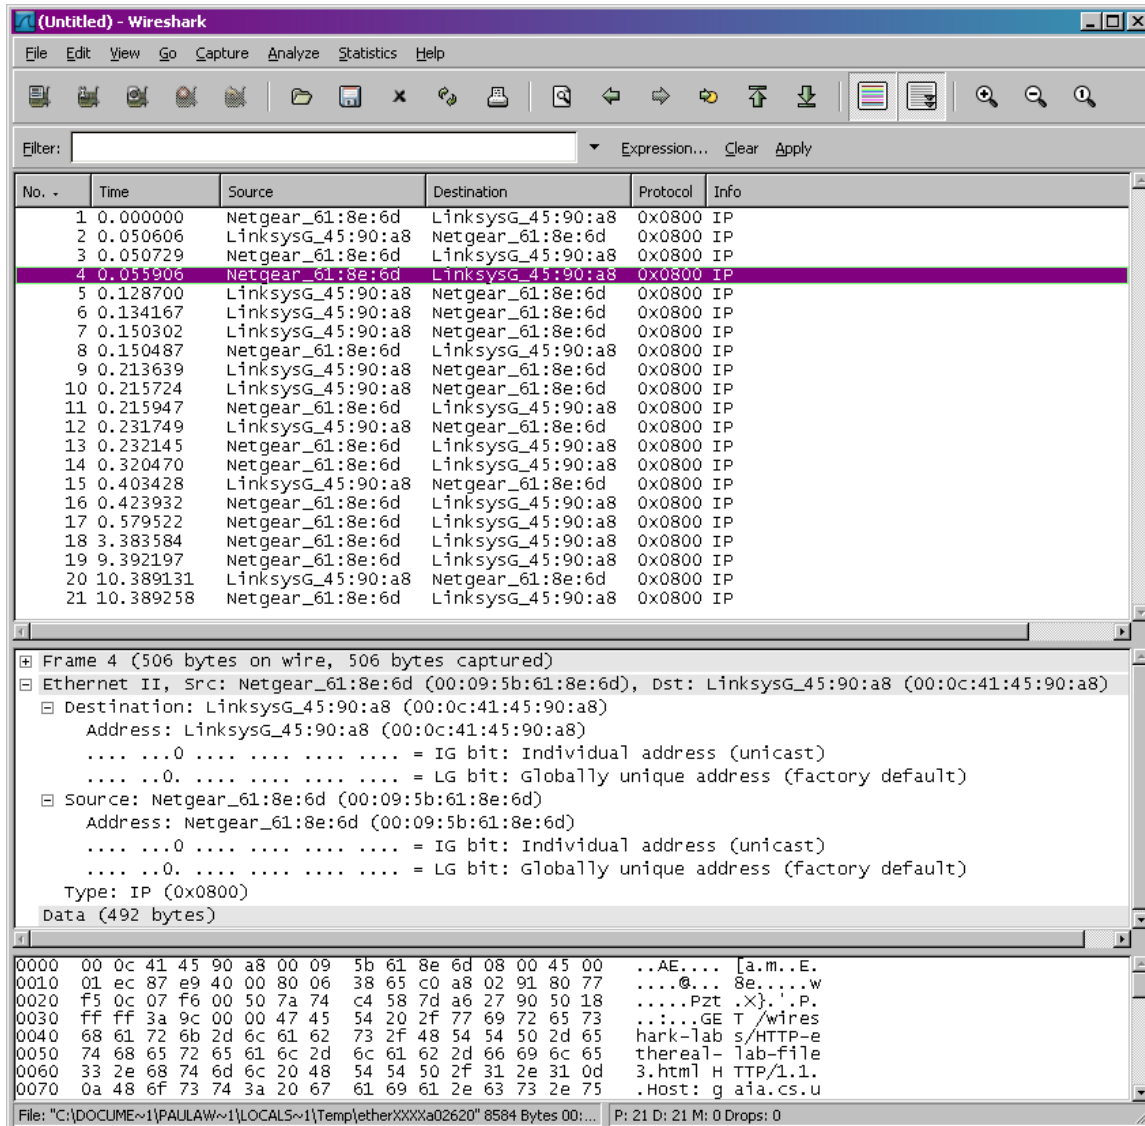 (Untitled) - Wireshark
File Edit View Go Capture Analyze Statistics Help
Filter: Expression... Clear Apply
No. - Time Source Destination Protocol Info
1 0.000000 Netgear_61:8e:6d LinksysG_45:90:a8 0x0800 IP
2 0.050606 LinksysG_45:90:a8 Netgear_61:8e:6d 0x0800 IP
3 0.050729 Netgear_61:8e:6d LinksysG_45:90:a8 0x0800 IP
4 0.055906 Netgear_61:8e:6d LinksysG_45:90:a8 0x0800 IP
5 0.128700 LinksysG_45:90:a8 Netgear_61:8e:6d 0x0800 IP
6 0.134167 LinksysG_45:90:a8 Netgear_61:8e:6d 0x0800 IP
7 0.150302 LinksysG_45:90:a8 Netgear_61:8e:6d 0x0800 IP
8 0.150487 Netgear_61:8e:6d LinksysG_45:90:a8 0x0800 IP
9 0.213639 LinksysG_45:90:a8 Netgear_61:8e:6d 0x0800 IP
10 0.215724 LinksysG_45:90:a8 Netgear_61:8e:6d 0x0800 IP
11 0.215947 Netgear_61:8e:6d LinksysG_45:90:a8 0x0800 IP
12 0.231749 LinksysG_45:90:a8 Netgear_61:8e:6d 0x0800 IP
13 0.232145 Netgear_61:8e:6d LinksysG_45:90:a8 0x0800 IP
14 0.320470 Netgear_61:8e:6d LinksysG_45:90:a8 0x0800 IP
15 0.403428 LinksysG_45:90:a8 Netgear_61:8e:6d 0x0800 IP
16 0.423932 Netgear_61:8e:6d LinksysG_45:90:a8 0x0800 IP
17 0.579522 Netgear_61:8e:6d LinksysG_45:90:a8 0x0800 IP
18 3.383584 Netgear_61:8e:6d LinksysG_45:90:a8 0x0800 IP
19 9.392197 Netgear_61:8e:6d LinksysG_45:90:a8 0x0800 IP
20 10.389131 LinksysG_45:90:a8 Netgear_61:8e:6d 0x0800 IP
21 10.389258 Netgear_61:8e:6d LinksysG_45:90:a8 0x0800 IP
Frame 4 (506 bytes on wire, 506 bytes captured)
Ethernet II, Src: Netgear_61:8e:6d (00:09:5b:61:8e:6d), Dst: LinksysG_45:90:a8 (00:0c:41:45:90:a8)
Destination: LinksysG_45:90:a8 (00:0c:41:45:90:a8)
Address: LinksysG_45:90:a8 (00:0c:41:45:90:a8)
.... ...0 .... .... .... .... = IG bit: Individual address (unicast)
.... ..0. .... .... .... .... = LG bit: Globally unique address (factory default)
Source: Netgear_61:8e:6d (00:09:5b:61:8e:6d)
Address: Netgear_61:8e:6d (00:09:5b:61:8e:6d)
.... ...0 .... .... .... .... = IG bit: Individual address (unicast)
.... ..0. .... .... .... .... = LG bit: Globally unique address (factory default)
Type: IP (0x0800)
Data (492 bytes)
0000 00 0c 41 45 90 a8 00 09 5b 61 8e 6d 08 00 45 00 ..AE.... [a.m..E.
0010 01 ec 87 e9 40 00 80 06 38 65 c0 a8 02 91 80 77 ....@... 8e.....w
0020 f5 0c 07 f6 00 50 7a 74 c4 58 7d a6 27 90 50 18 .....Pzt .X}.'.P.
0030 ff ff 3a 9c 00 00 47 45 54 20 2f 77 69 72 65 73 ..:...GE T /wires
0040 68 61 72 6b 2d 6c 61 62 73 2f 48 54 54 50 2d 65 hark-lab s/HTTP-e
0050 74 68 65 72 65 61 6c 2d 6c 61 62 2d 66 69 6c 65 thereal- lab-file
0060 33 2e 68 74 6d 6c 20 48 54 54 50 2f 31 2e 31 0d 3.html H TTP/1.1.
0070 0a 48 6f 73 74 3a 20 67 61 69 61 2e 63 73 2e 75 .Host: g aia.cs.u
File: "C:\DOCUME~1\PAULAW~1\LOCALS~1\Temp\etherXXXXa02620" 8584 Bytes 00:... P: 21 D: 21 M: 0 Drops: 0